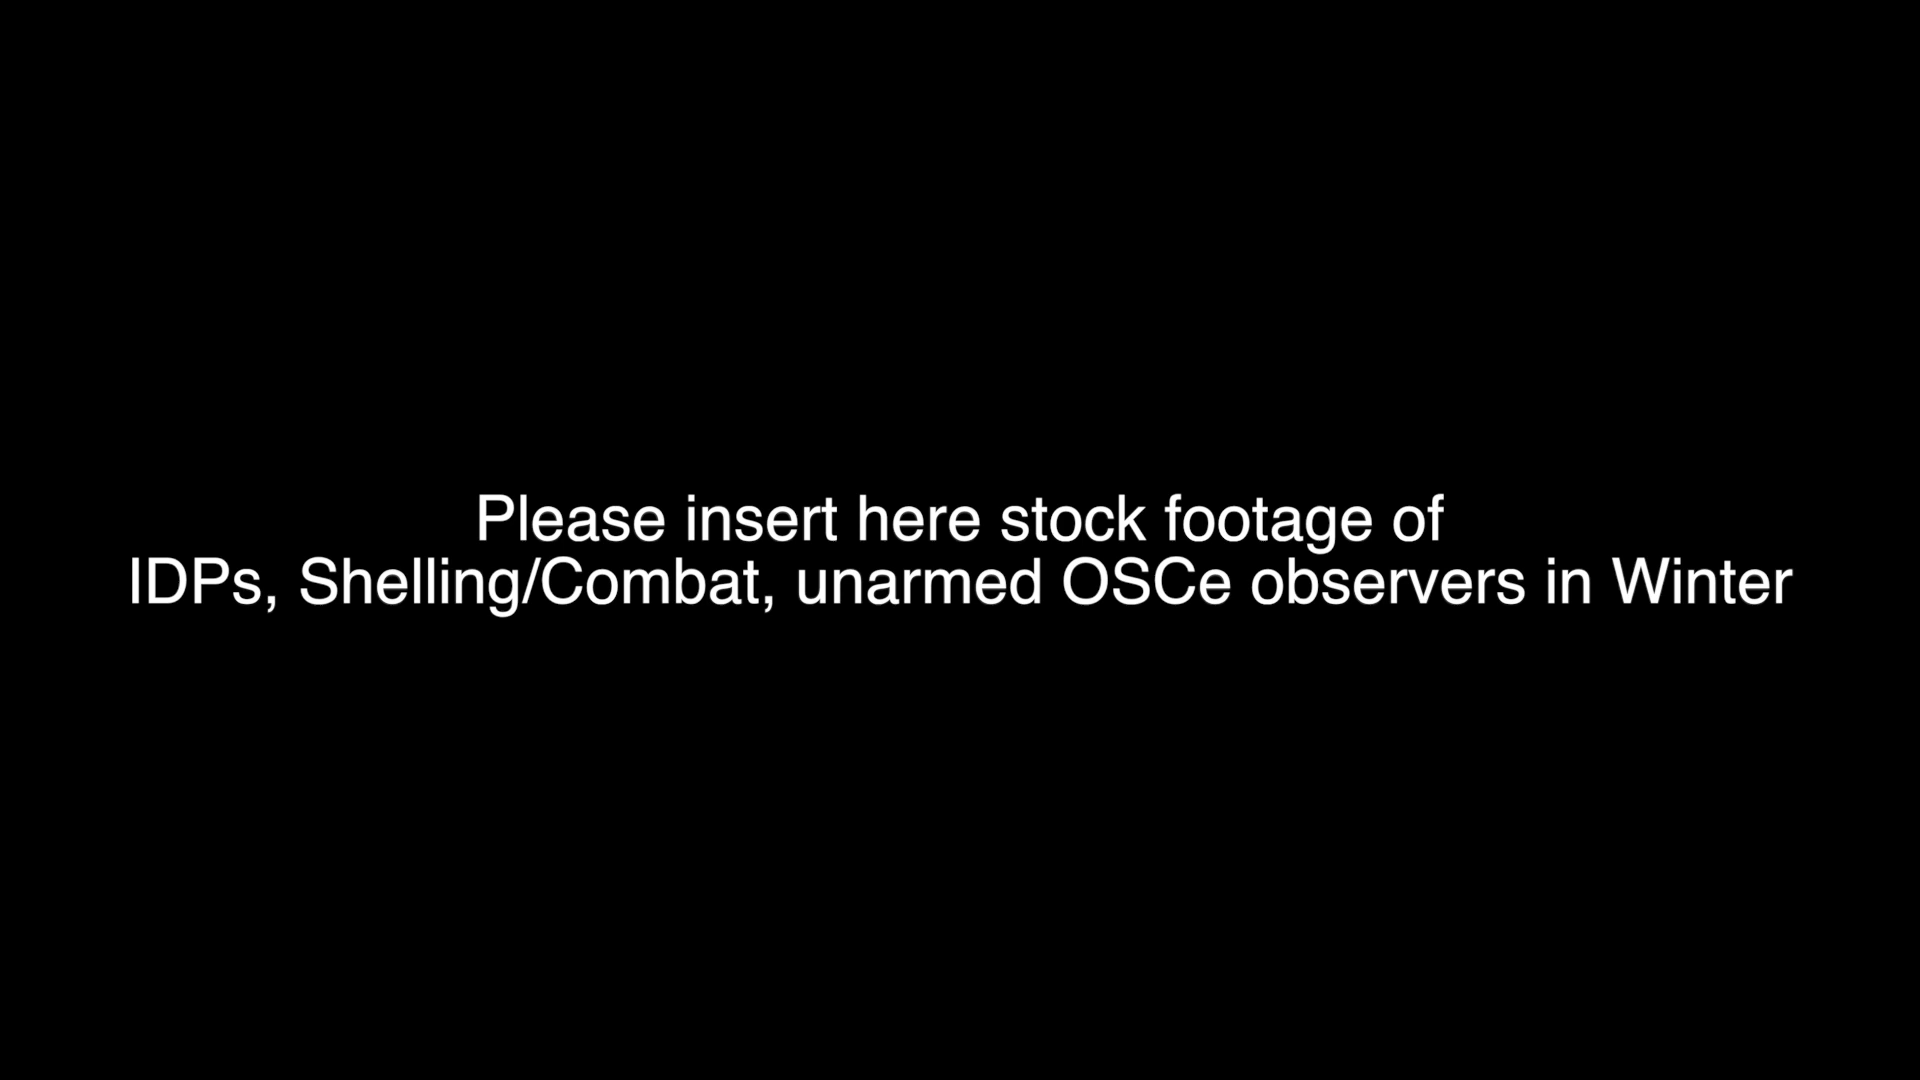 Please insert here stock footage of
IDPs, Shelling/Combat, unarmed OSCe observers in Winter